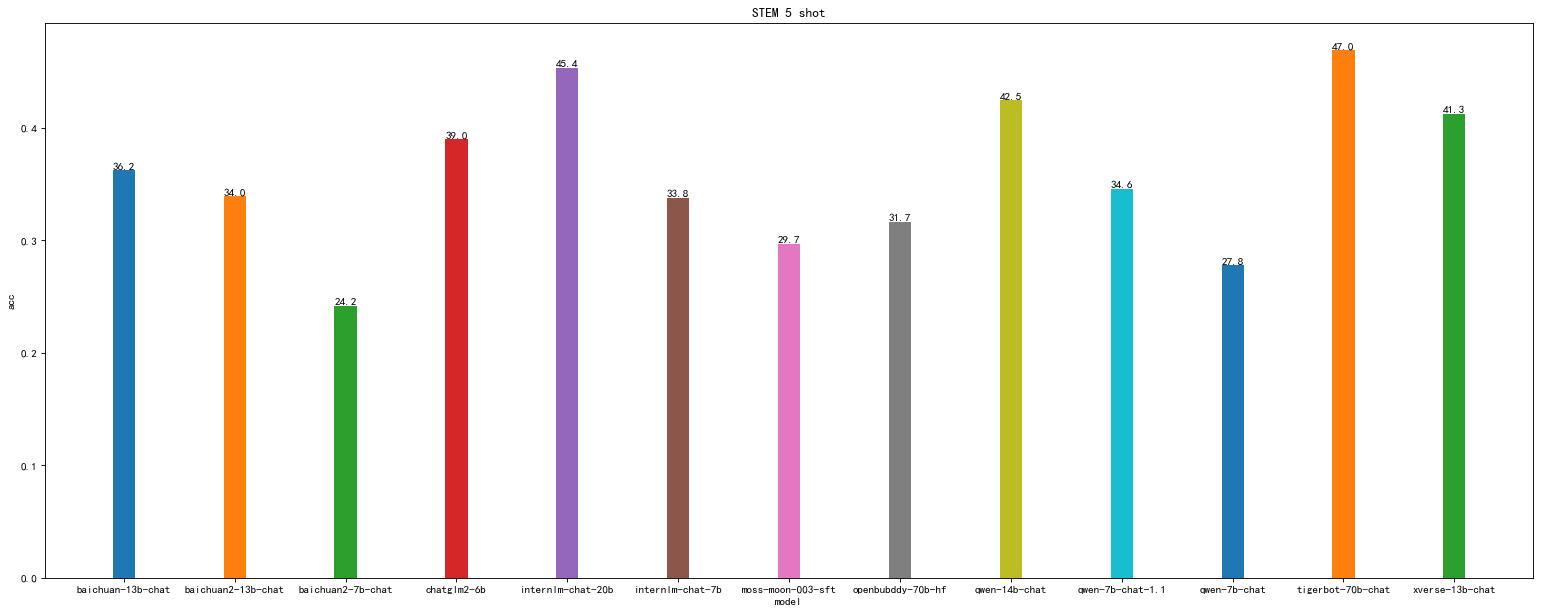 STEM 5 shot
acc
0.4
0.3
0.2
0.1
0.0
36.2
34.0
24.2
39.0
45.4
33.8
29.7
31.7
42.5
34.6
27.8
47.0
41.3
baichuan-13b-chat
baichuan2-13b-chat
baichuan2-7b-chat
chatglm2-6b
internlm-chat-20b
internlm-chat-7b
moss-moon-003-sft
openbubddy-70b-hf
qwen-14b-chat
qwen-7b-chat-1.1
qwen-7b-chat
tigerbot-70b-chat
xverse-13b-chat
model